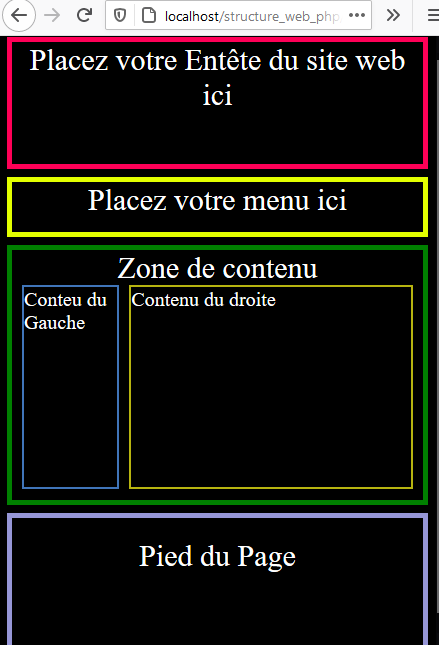 localhost/structure_web_php
Placez votre Entête du site web
ici
Placez votre menu ici
Zone de contenu
Conteu du
Gauche
Contenu du droite
Pied du Page